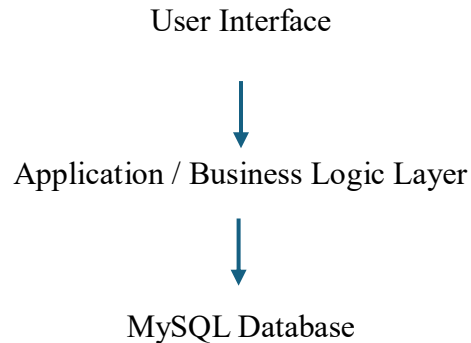 User Interface
Application / Business Logic Layer
MySQL Database